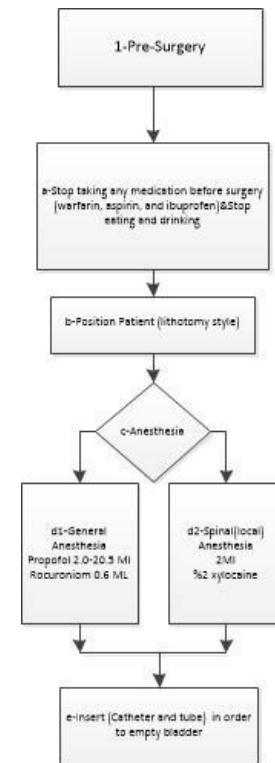 1-Pre-Surgery
a-Stop taking any medication before surgery
(warfarin, aspirin, and ibuprofen)&Stop
eating and drinking
b-Position Patient (lithotomy style)
c-Anesthesia
d1-General
Anesthesia
Propofol 2.0-20.5 Ml
Rocuroniom 0.6 ML
d2-Spinal(local)
Anesthesia
2Ml
%2 xylocaine
e-Insert (Catheter and tube) in order
to empty bladder